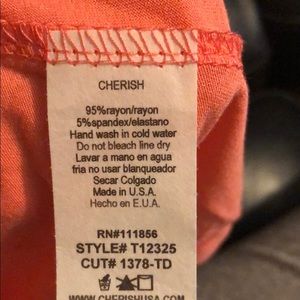 CHERISH
95%rayon/rayon
5%spandex/elastano
Hand wash in cold water
Do not bleach line dry
Lavar a mano en agua
fria no usar blanqueador
Secar Colgado
Made in U.S.A.
Hecho en E.U.A.
RN#111856
STYLE# T12325
CUT# 1378-TD
WWW.CHERISHUSA.COM